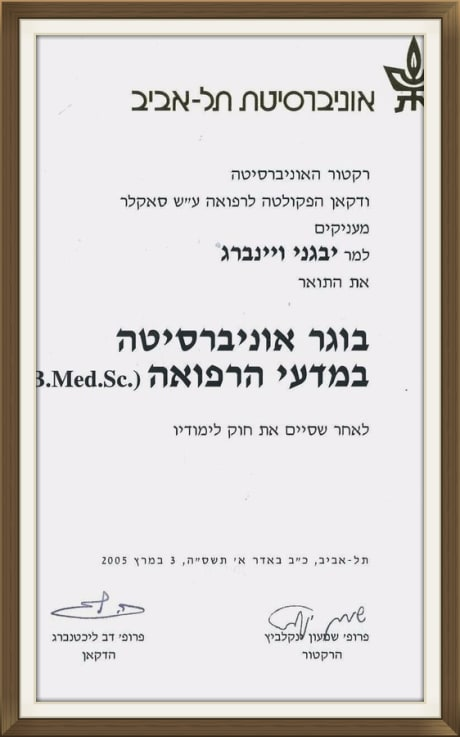 אוניברסיטת תל-אביב
רקטור האוניברסיטה
ודקאן הפקולטה לרפואה ע״ש סאקלר
מעניקים
למר יבגני ויינברג
את התואר
בוגר אוניברסיטה
במדעי הרפואה (B.Med.Sc.)
לאחר שסיים את חוק לימודיו
תל-אביב, כ״ב באדר א׳ תשס״ה, 3 במרץ 2005
פרופ׳ שמעון ינקלביץ
הרקטור
פרופ׳ דב ליכטנברג
הדקאן